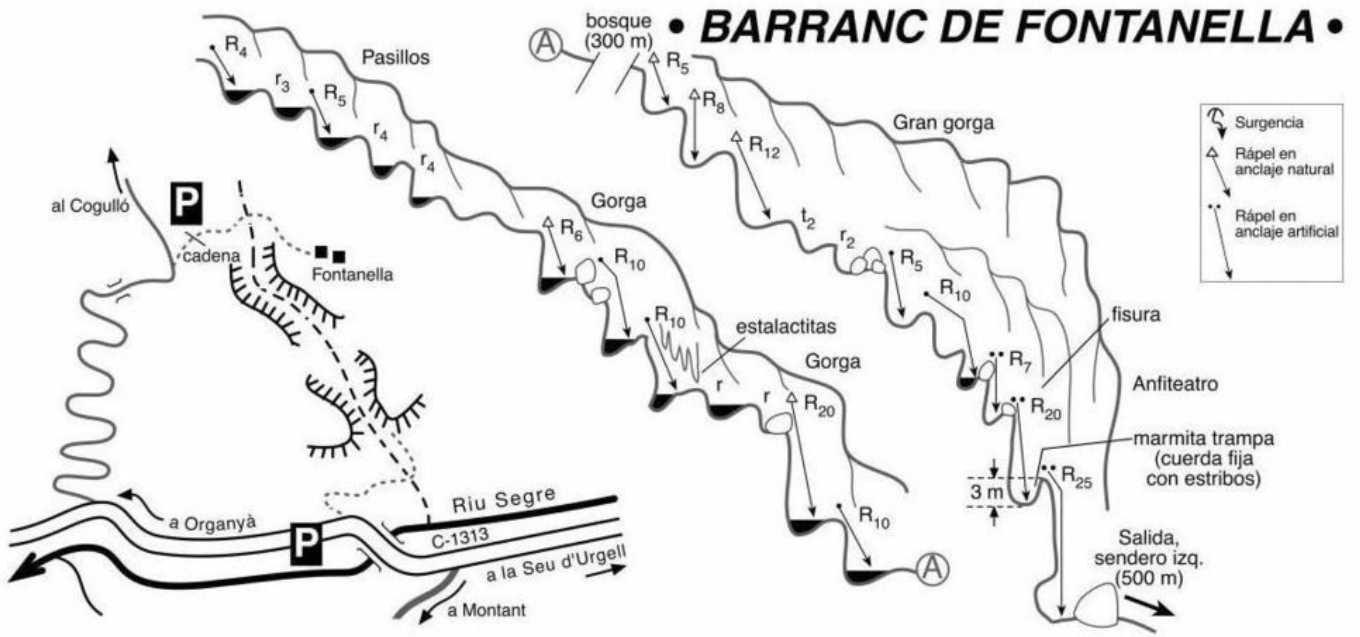 • BARRANC DE FONTANELLA •
R4
r3
R5
r4
r4
Pasillos
Gorga
R6
R10
R10
estalactitas
r
r
Gorga
R20
R10
A
A
bosque
(300 m)
R5
R8
R12
t2
r2
Gran gorga
R5
R10
R7
fisura
R20
Anfiteatro
marmita trampa
(cuerda fija
con estribos)
3 m
R25
Salida,
sendero izq.
(500 m)
Surgencia
Rápel en
anclaje natural
Rápel en
anclaje artificial
al Cogulló
P
cadena
Fontanella
a Organyà
P
Riu Segre
C-1313
a la Seu d'Urgell
a Montant